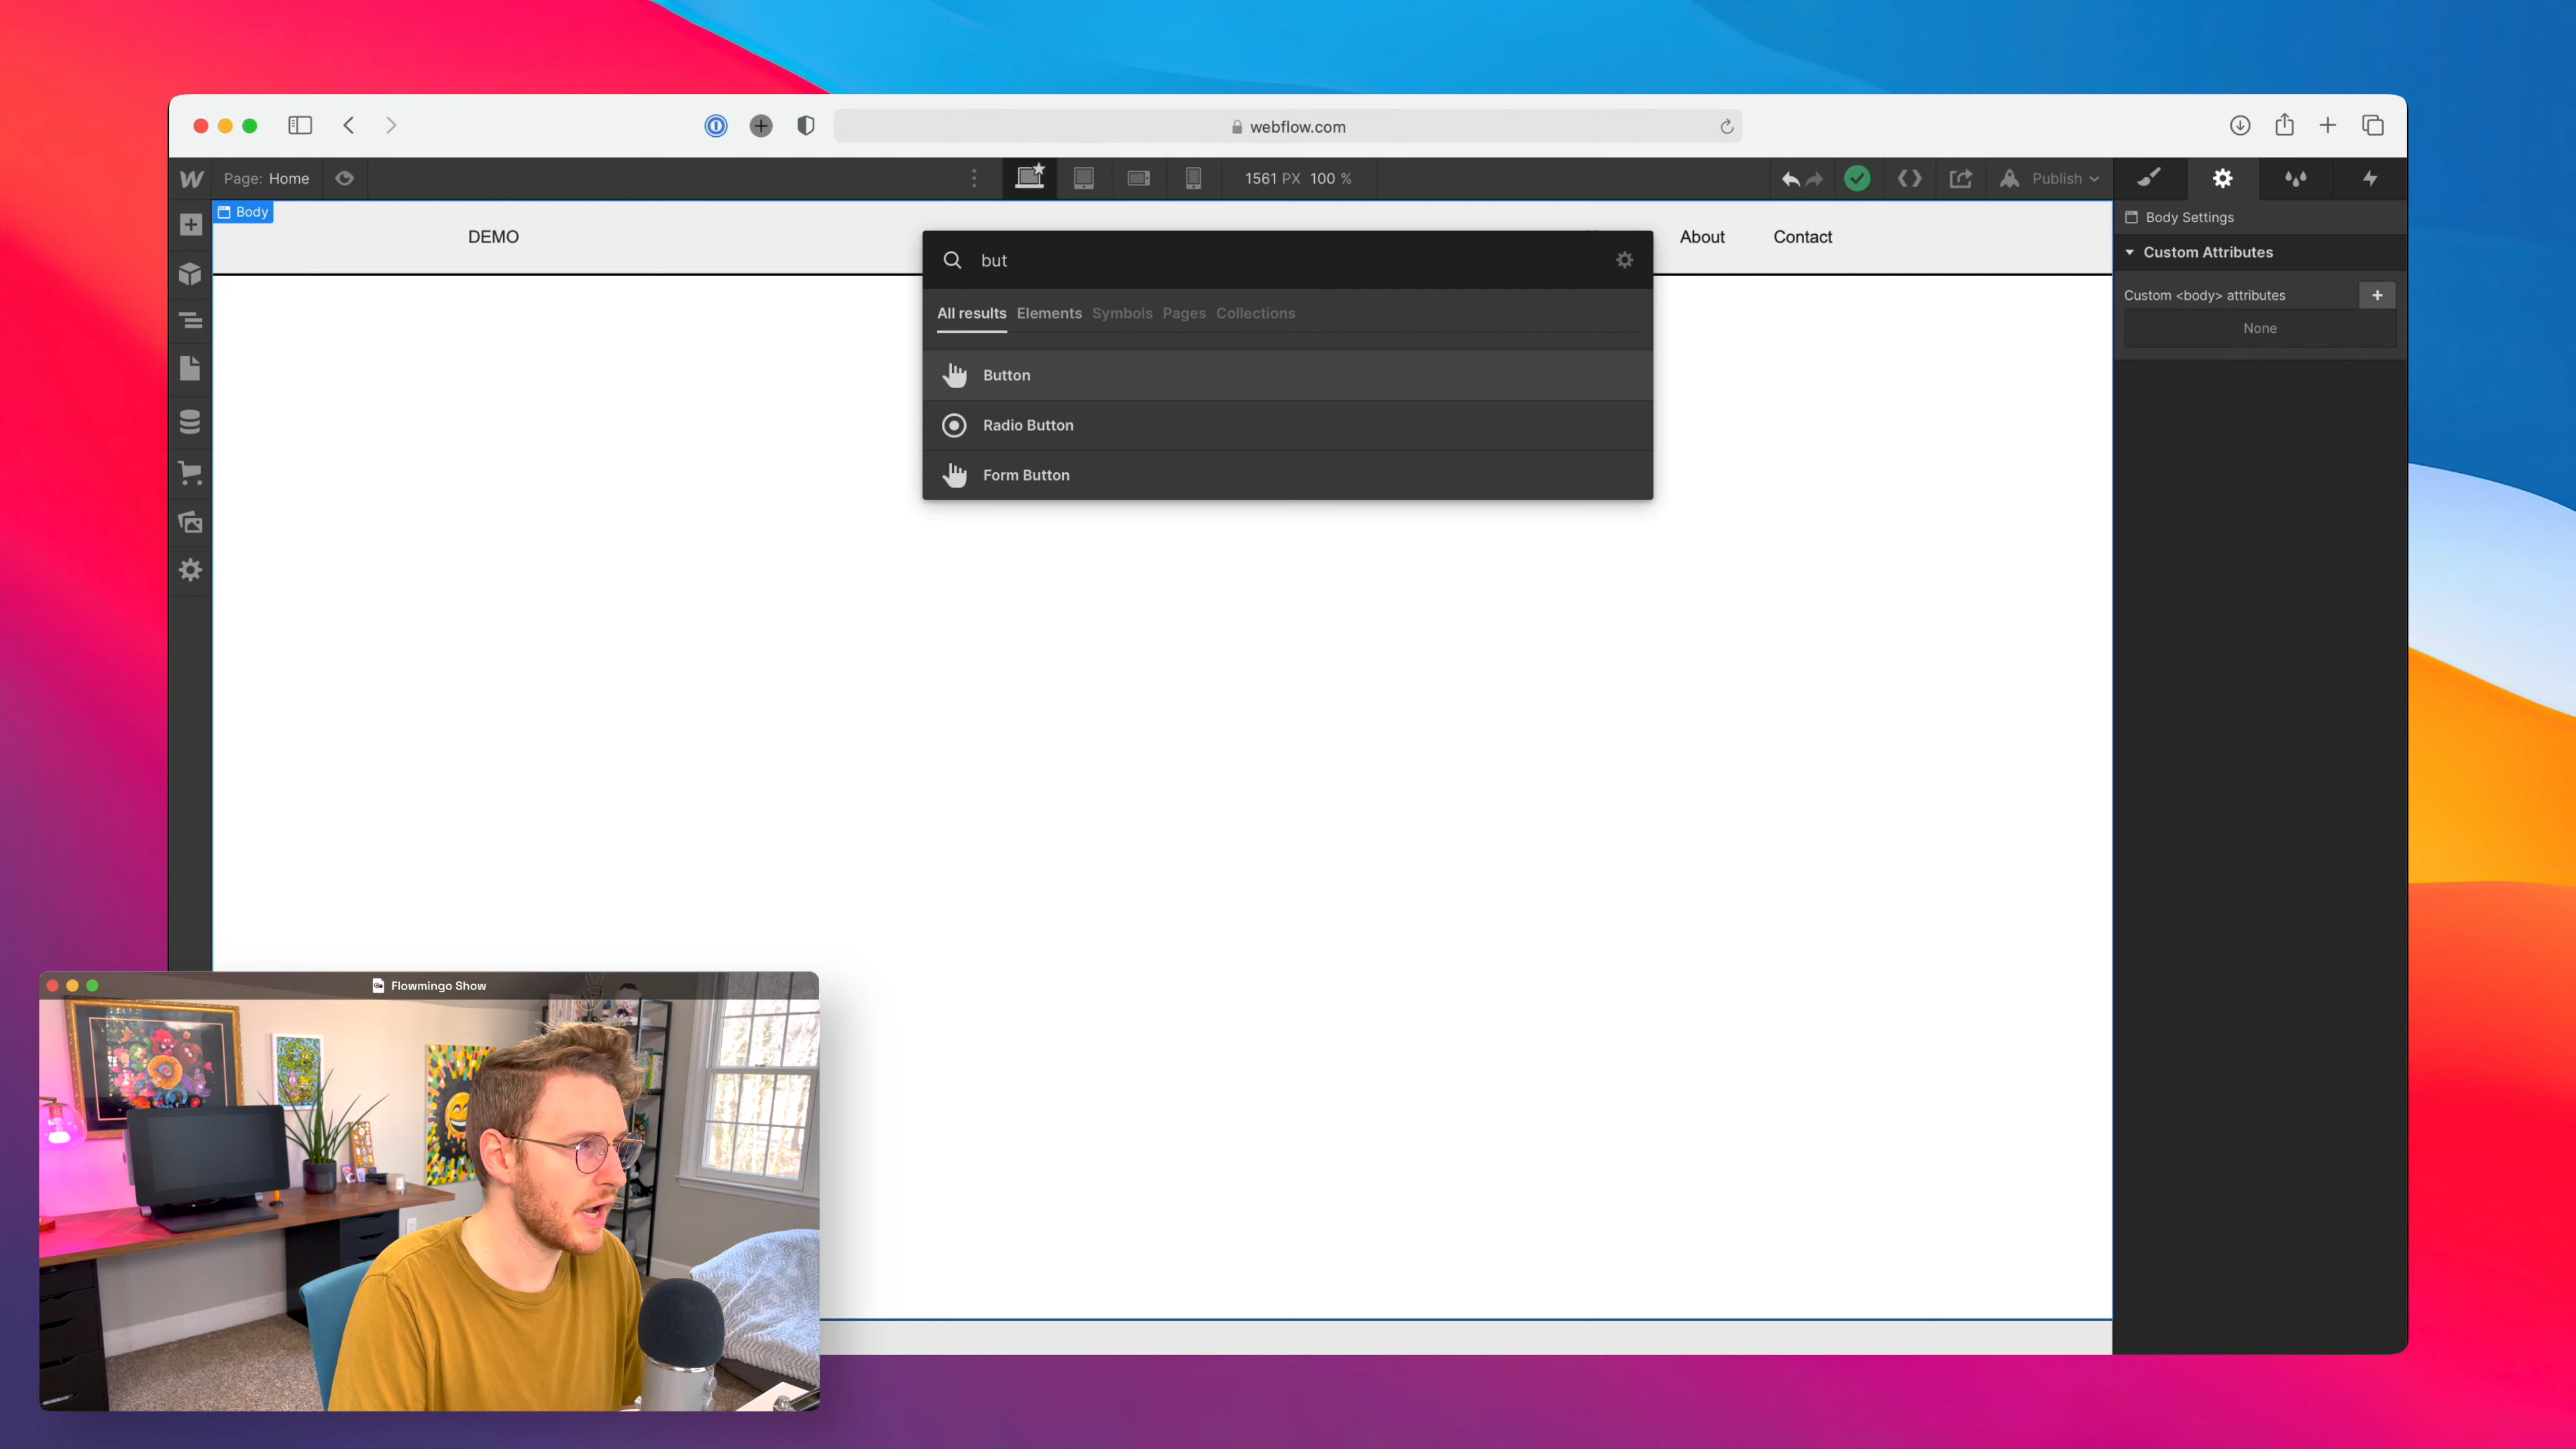 webflow.com
Page: Home
1561 PX 100 %
Publish
Body
Body Settings
DEMO
About
Contact
but
Custom Attributes
Custom <body> attributes
None
All results Elements Symbols Pages Collections
Button
Radio Button
Form Button
Flowmingo Show